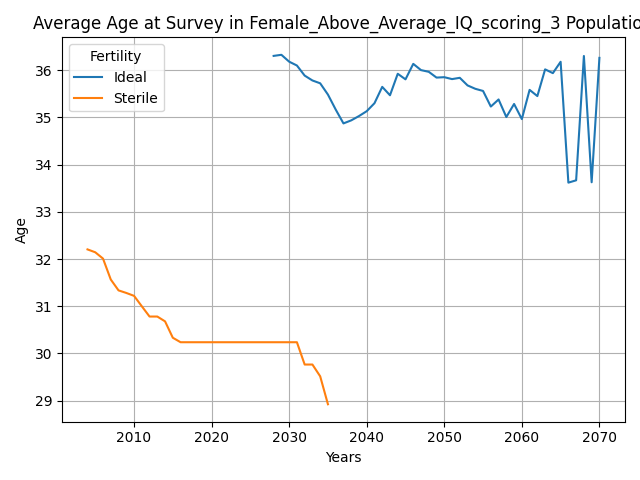 Average Age at Survey in Female_Above_Average_IQ_scoring_3 Populatio
Fertility
Ideal
Sterile
Age
36
35
34
33
32
31
30
29
2010 2020 2030 2040 2050 2060 2070
Years